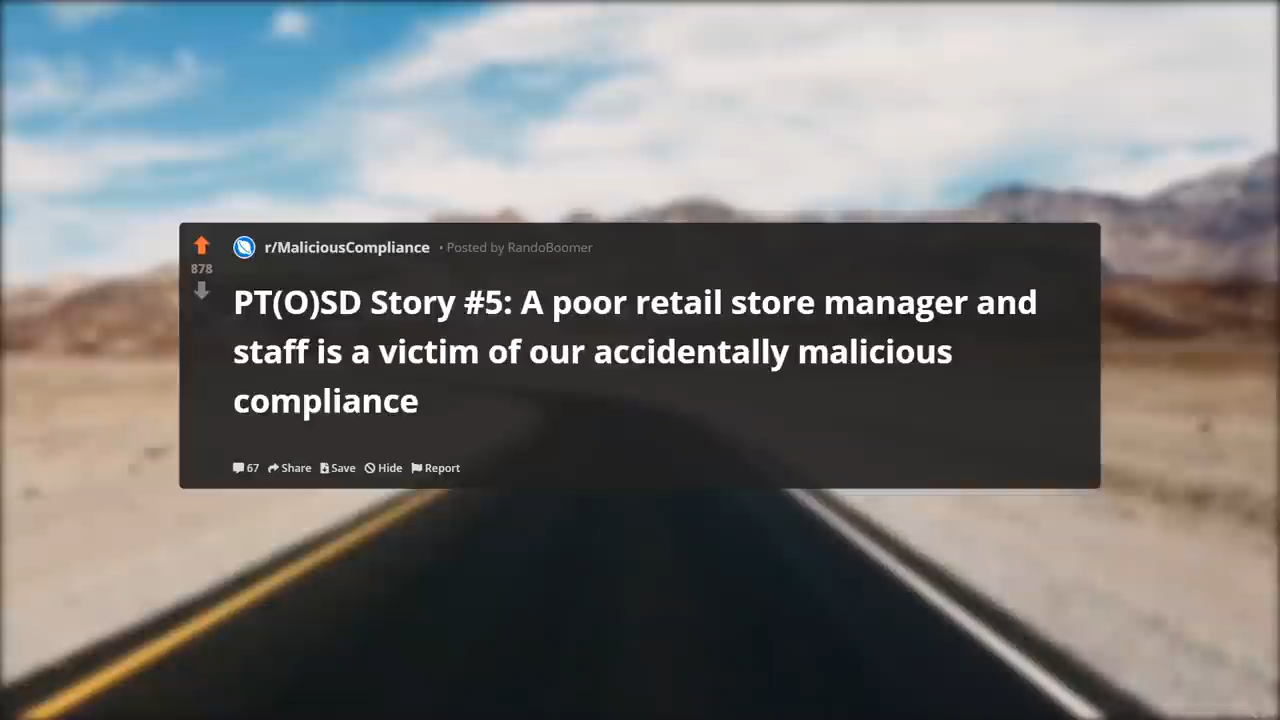 r/MaliciousCompliance • Posted by RandoBoomer
878
PT(O)SD Story #5: A poor retail store manager and
staff is a victim of our accidentally malicious
compliance
67 Share Save Hide Report